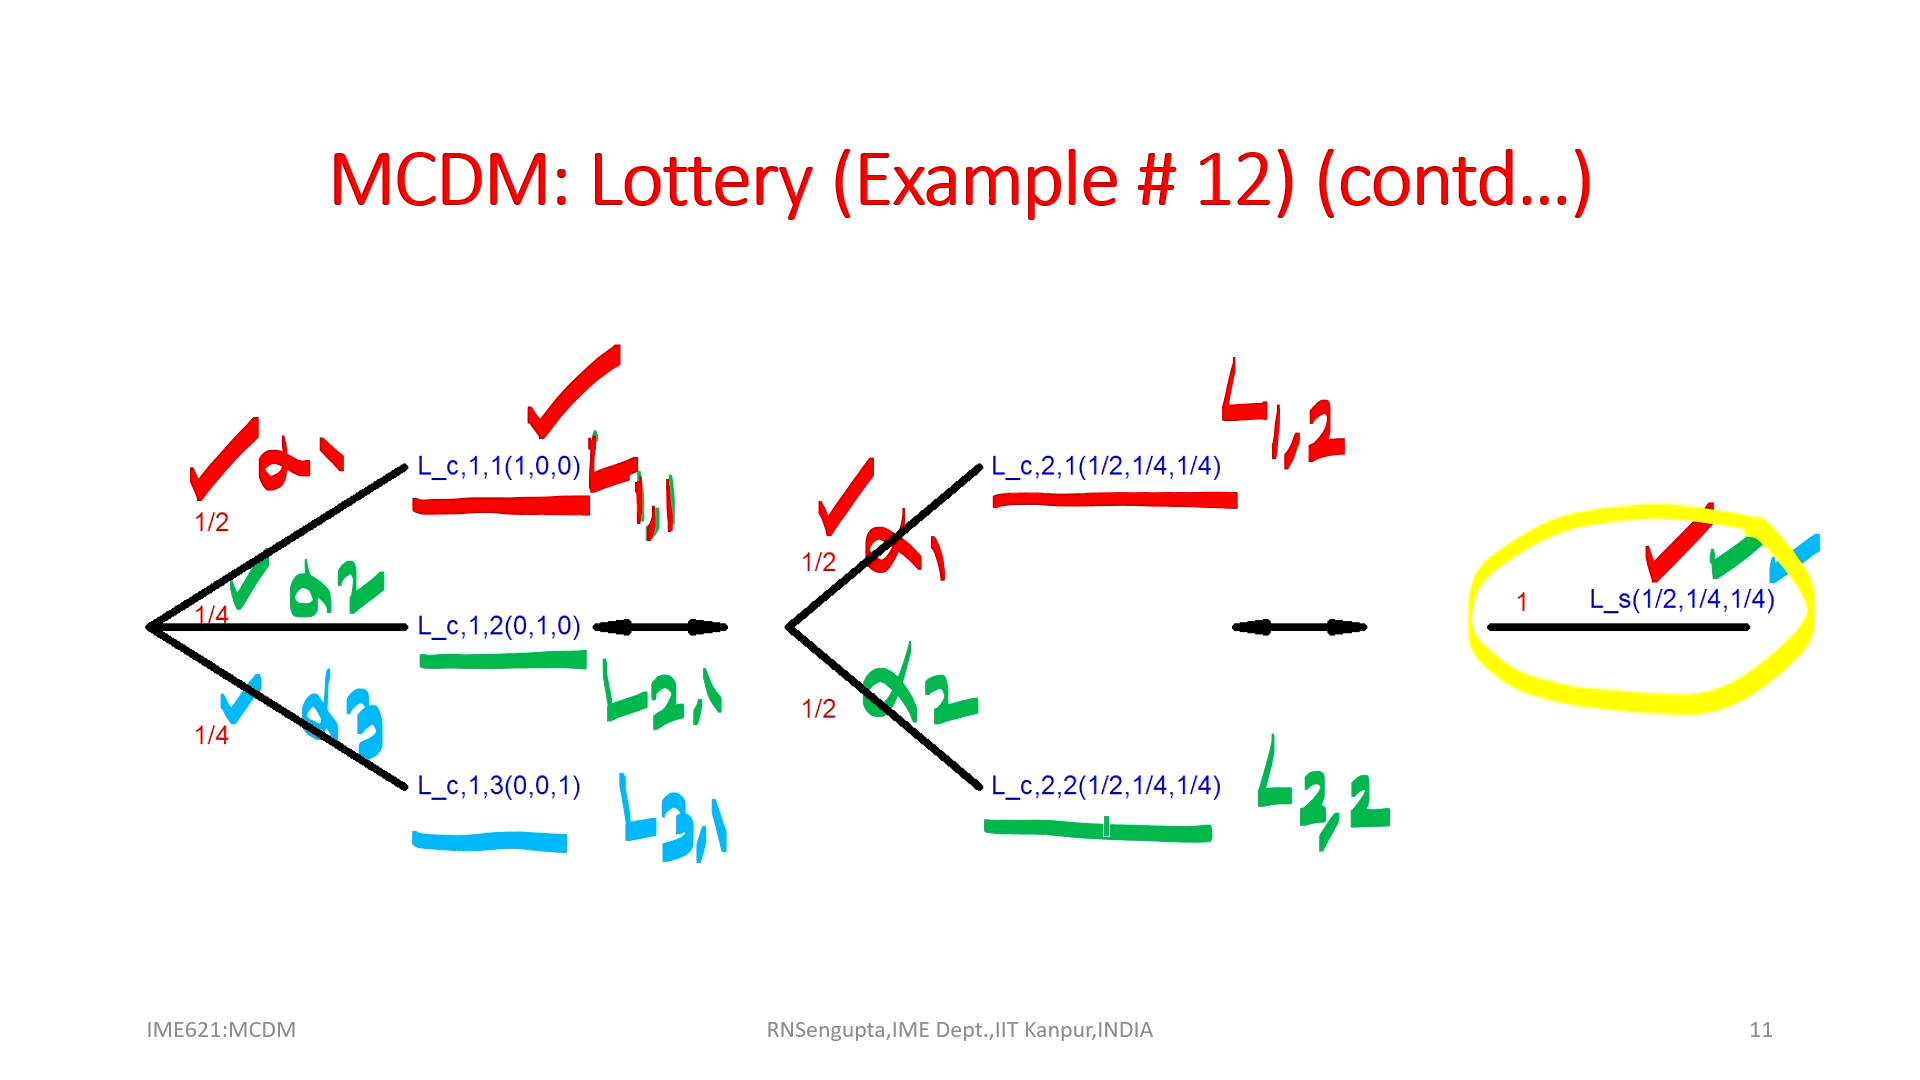 MCDM: Lottery (Example # 12) (contd...)
α1
1/2
L_c,1,1(1,0,0)
L1,1
α2
1/4
L_c,1,2(0,1,0)
L2,1
α3
1/4
L_c,1,3(0,0,1)
L3,1
L_c,2,1(1/2,1/4,1/4)
L1,2
1/2
α1
1/2
α2
L_c,2,2(1/2,1/4,1/4)
L2,2
1
L_s(1/2,1/4,1/4)
IME621:MCDM
RNSengupta,IME Dept.,IIT Kanpur,INDIA
11